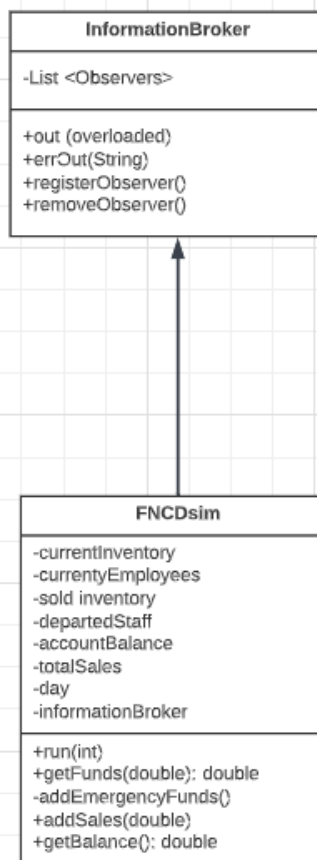 InformationBroker
-List <Observers>
+out (overloaded)
+errOut(String)
+registerObserver()
+removeObserver()
FNCDsim
-currentInventory
-currentyEmployees
-sold inventory
-departedStaff
-accountBalance
-totalSales
-day
-informationBroker
+run(int)
+getFunds(double): double
-addEmergencyFunds()
+addSales(double)
+getBalance(): double